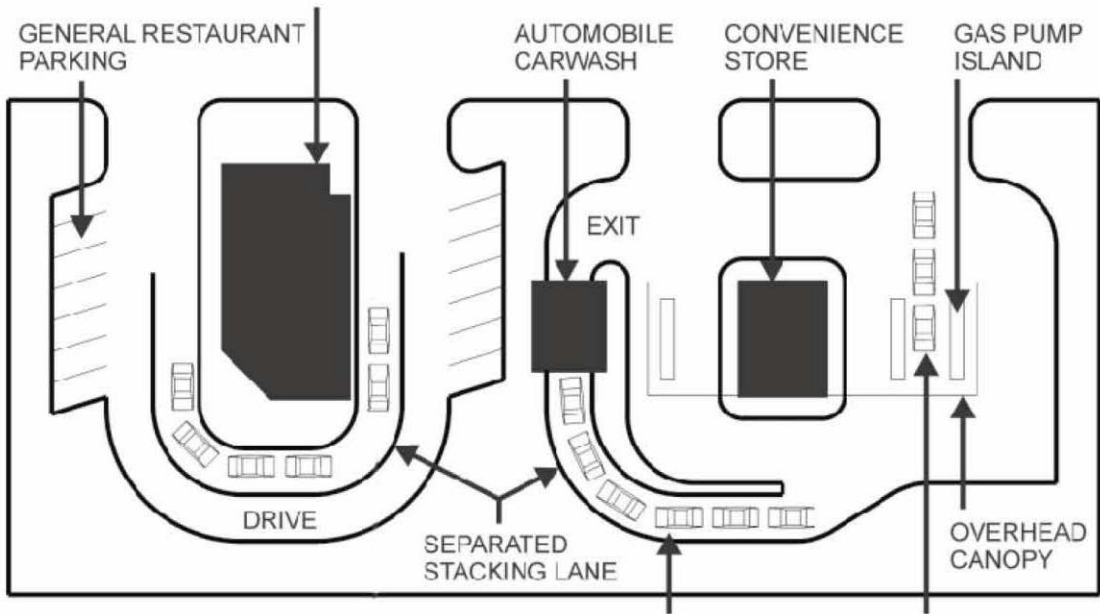 GENERAL RESTAURANT
PARKING
AUTOMOBILE
CARWASH
CONVENIENCE
STORE
GAS PUMP
ISLAND
EXIT
DRIVE
SEPARATED
STACKING LANE
OVERHEAD
CANOPY